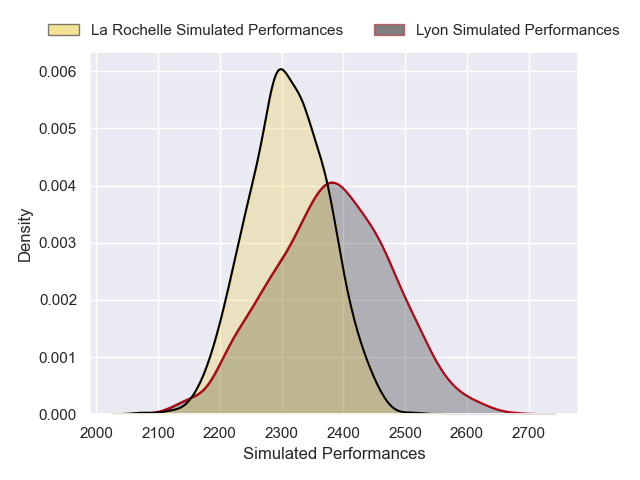 La Rochelle Simulated Performances Lyon Simulated Performances
0.006
0.005
0.004
0.003
0.002
0.001
0.000
Density
2000 2100 2200 2300 2400 2500 2600 2700
Simulated Performances